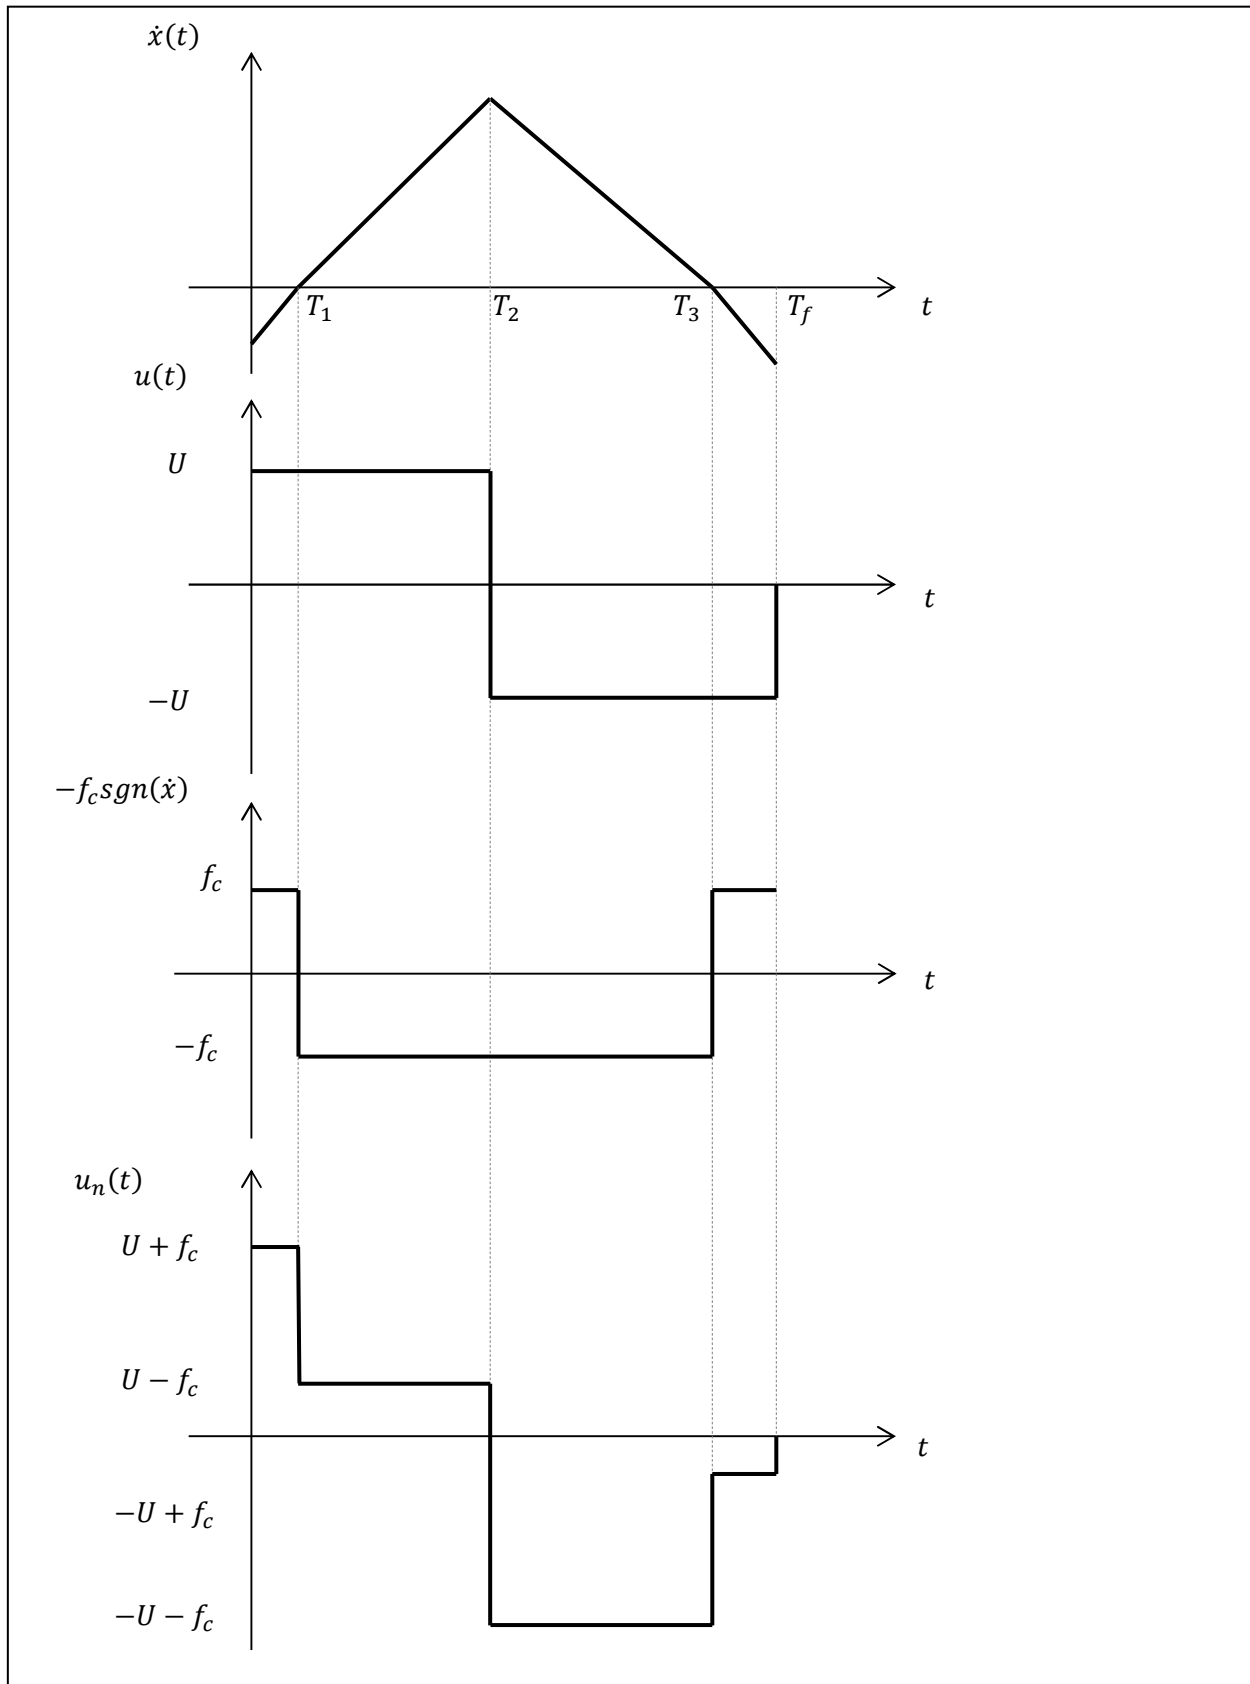 ẋ(t)
T₁ T₂ T₃ T_f t
u(t)
U
t
−U
−f_c sgn(ẋ)
f_c
t
−f_c
u_n(t)
U + f_c
U − f_c
t
−U + f_c
−U − f_c